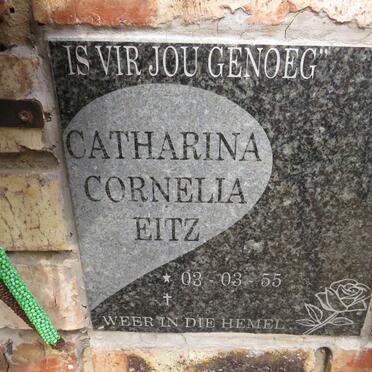 IS VIR JOU GENOEG"
CATHARINA
CORNELIA
EITZ
★ 03 - 03 - 55
✝
WEER IN DIE HEMEL